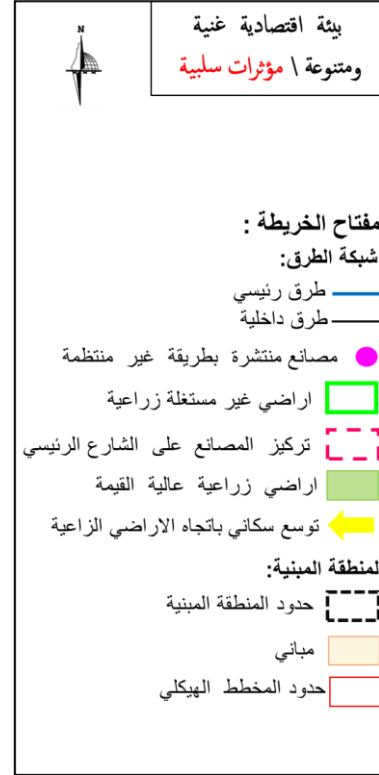 N
بيئة اقتصادية غنية
ومتنوعة \ مؤثرات سلبية
مفتاح الخريطة :
شبكة الطرق:
طرق رئيسي
طرق داخلية
مصانع منتشرة بطريقة غير منتظمة
اراضي غير مستغلة زراعية
تركيز المصانع على الشارع الرئيسي
اراضي زراعية عالية القيمة
توسع سكاني باتجاه الاراضي الزاعية
لمنطقة المبنية:
حدود المنطقة المبنية
مباني
حدود المخطط الهيكلي